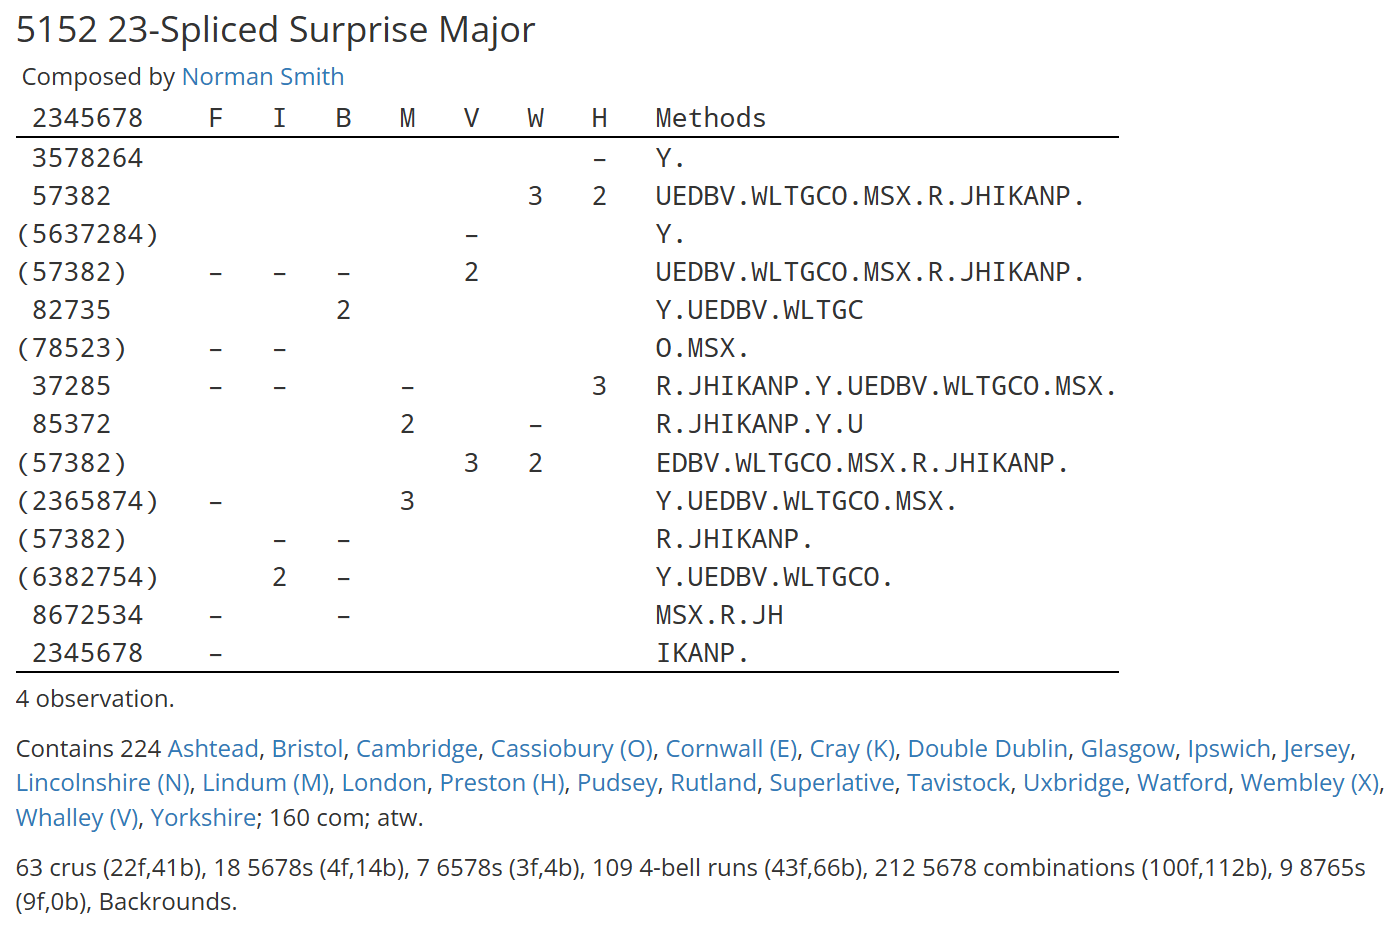 5152 23-Spliced Surprise Major
Composed by Norman Smith
2345678 F I B M V W H Methods
3578264 – Y.
57382 3 2 UEDBV.WLTGCO.MSX.R.JHIKANP.
(5637284) – Y.
(57382) – – – 2 UEDBV.WLTGCO.MSX.R.JHIKANP.
82735 2 Y.UEDBV.WLTGC
(78523) – – O.MSX.
37285 – – – 3 R.JHIKANP.Y.UEDBV.WLTGCO.MSX.
85372 2 – R.JHIKANP.Y.U
(57382) 3 2 EDBV.WLTGCO.MSX.R.JHIKANP.
(2365874) – 3 Y.UEDBV.WLTGCO.MSX.
(57382) – – R.JHIKANP.
(6382754) 2 – Y.UEDBV.WLTGCO.
8672534 – – MSX.R.JH
2345678 – IKANP.
4 observation.
Contains 224 Ashtead, Bristol, Cambridge, Cassiobury (O), Cornwall (E), Cray (K), Double Dublin, Glasgow, Ipswich, Jersey,
Lincolnshire (N), Lindum (M), London, Preston (H), Pudsey, Rutland, Superlative, Tavistock, Uxbridge, Watford, Wembley (X),
Whalley (V), Yorkshire; 160 com; atw.
63 crus (22f,41b), 18 5678s (4f,14b), 7 6578s (3f,4b), 109 4-bell runs (43f,66b), 212 5678 combinations (100f,112b), 9 8765s
(9f,0b), Backrounds.